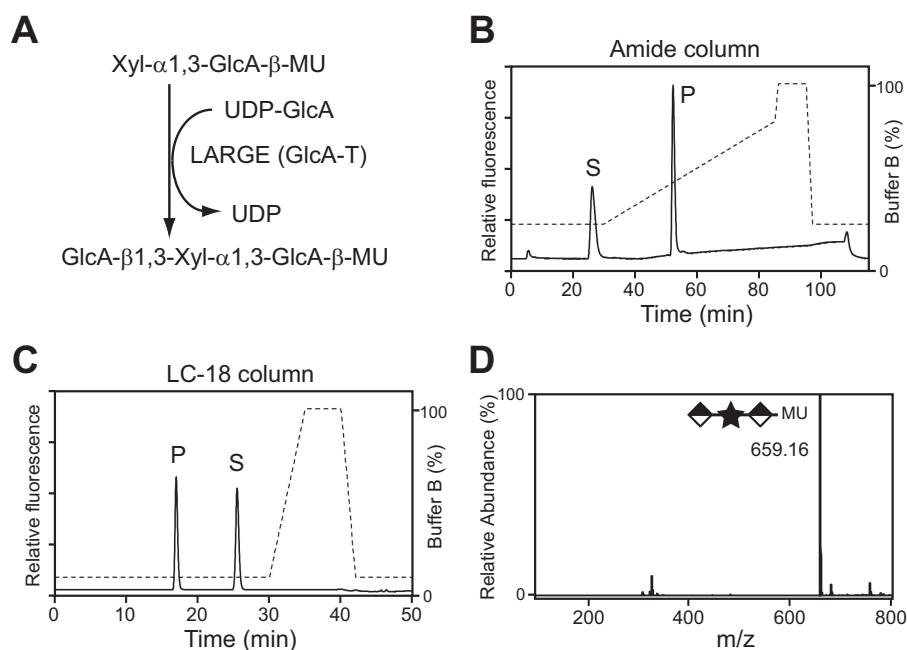 A
Xyl-α1,3-GlcA-β-MU
UDP-GlcA
LARGE (GlcA-T)
UDP
GlcA-β1,3-Xyl-α1,3-GlcA-β-MU
B
Amide column
Relative fluorescence
S
P
100
0
Buffer B (%)
0 20 40 60 80 100
Time (min)
C
LC-18 column
Relative fluorescence
P
S
100
0
Buffer B (%)
0 10 20 30 40 50
Time (min)
D
Relative Abundance (%)
100
0
MU
659.16
200 400 600 800
m/z